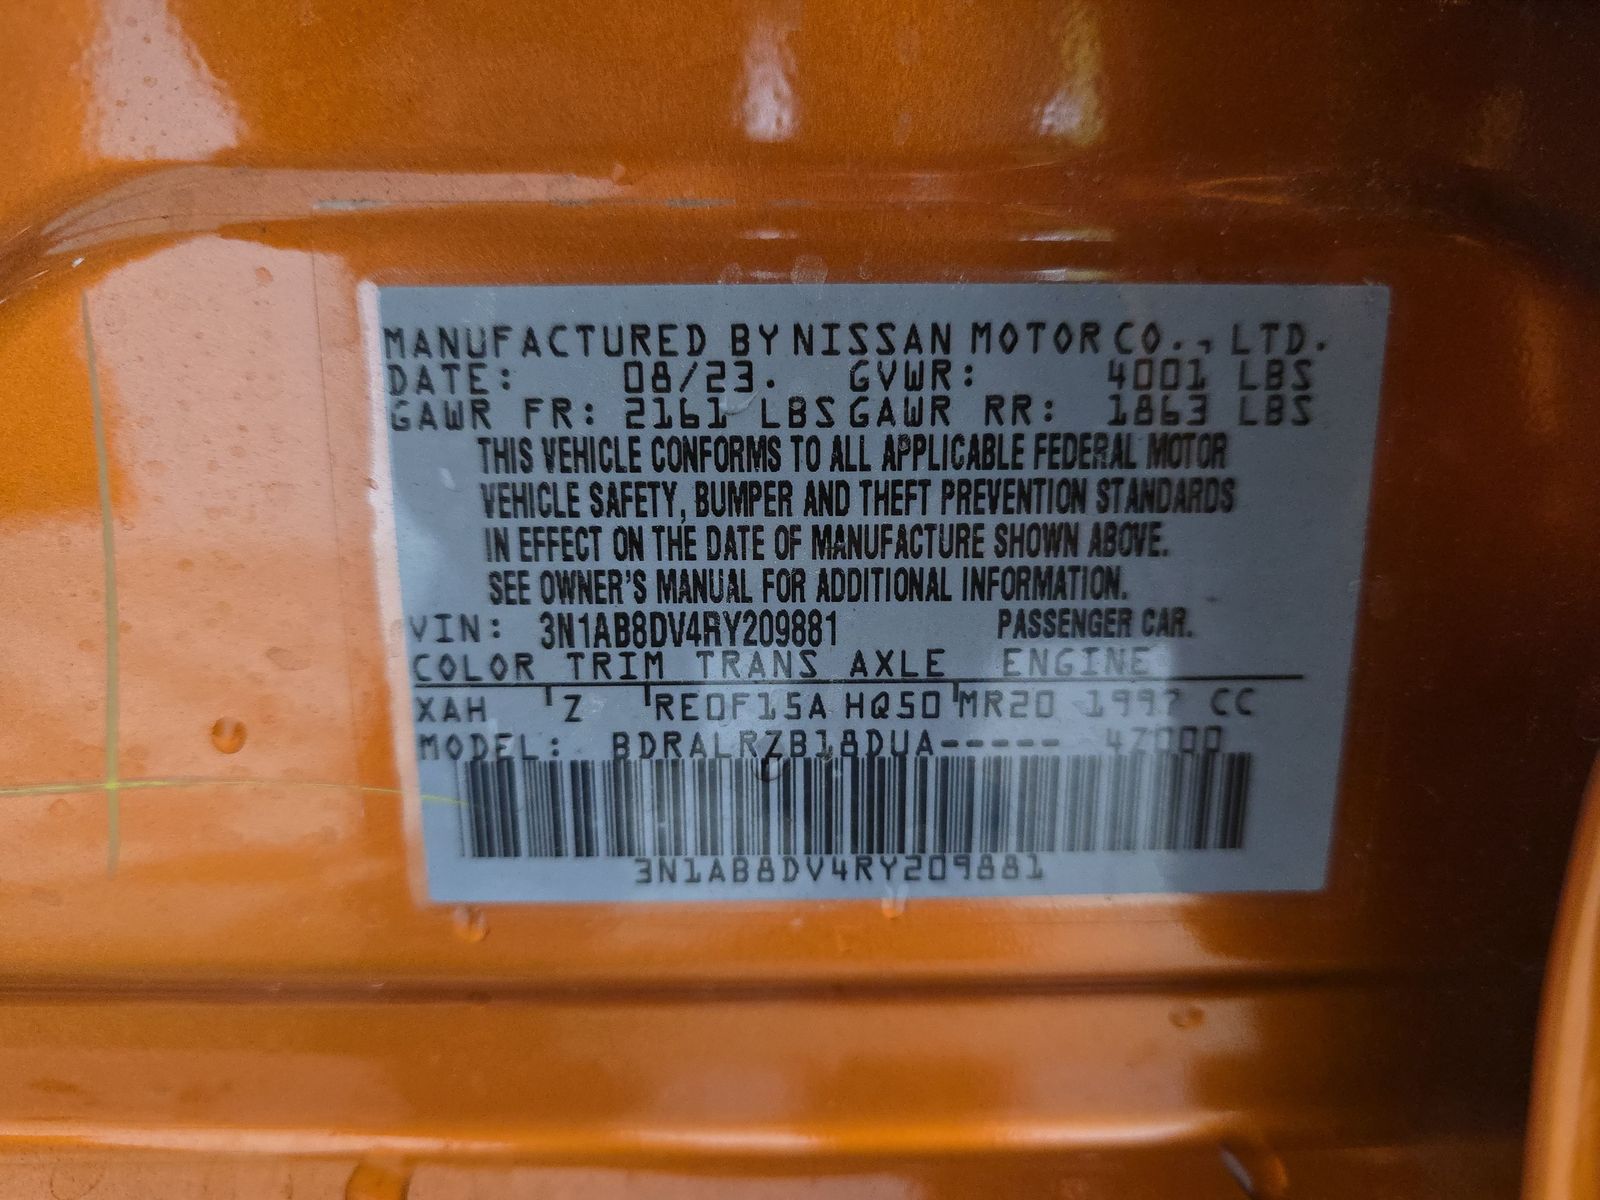 MANUFACTURED BY NISSAN MOTOR CO., LTD.
DATE: 08/23. GVWR: 4001 LBS
GAWR FR: 2161 LBS GAWR RR: 1863 LBS
THIS VEHICLE CONFORMS TO ALL APPLICABLE FEDERAL MOTOR
VEHICLE SAFETY, BUMPER AND THEFT PREVENTION STANDARDS
IN EFFECT ON THE DATE OF MANUFACTURE SHOWN ABOVE.
SEE OWNER'S MANUAL FOR ADDITIONAL INFORMATION.
VIN: 3N1AB8DV4RY209881 PASSENGER CAR.
COLOR TRIM TRANS AXLE ENGINE
XAH Z RE0F15A HQ50 MR20 1997 CC
MODEL: BDRALRZB18DUA----- 4Z000
3N1AB8DV4RY209881